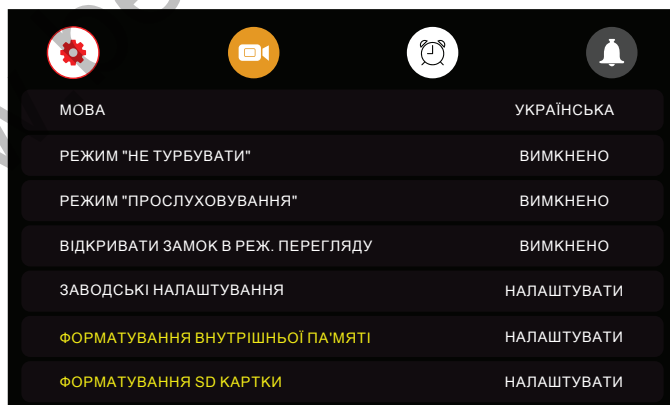 МОВА УКРАЇНСЬКА
РЕЖИМ "НЕ ТУРБУВАТИ" ВИМКНЕНО
РЕЖИМ "ПРОСЛУХОВУВАННЯ" ВИМКНЕНО
ВІДКРИВАТИ ЗАМОК В РЕЖ. ПЕРЕГЛЯДУ ВИМКНЕНО
ЗАВОДСЬКІ НАЛАШТУВАННЯ НАЛАШТУВАТИ
ФОРМАТУВАННЯ ВНУТРІШНЬОЇ ПА'МЯТІ НАЛАШТУВАТИ
ФОРМАТУВАННЯ SD КАРТКИ НАЛАШТУВАТИ